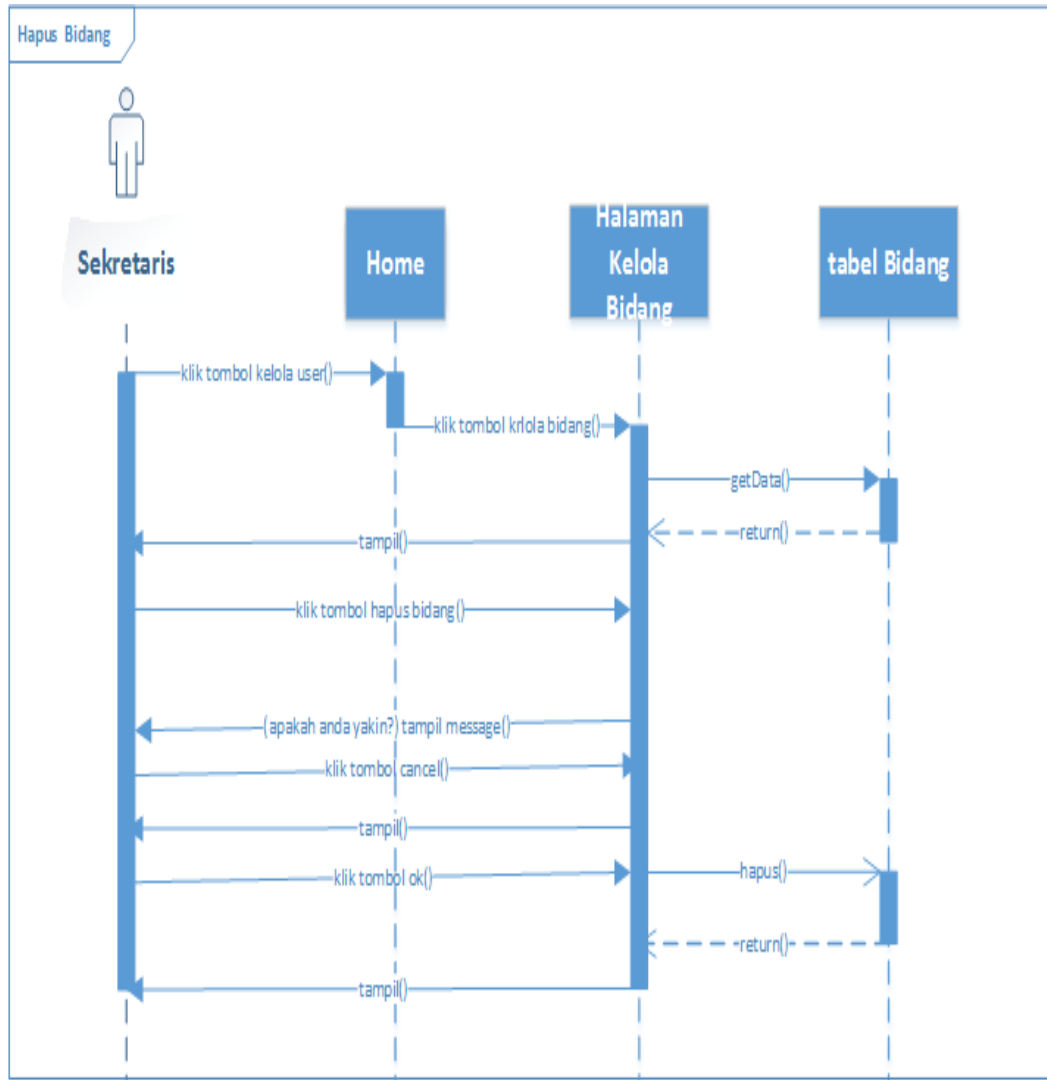 Hapus Bidang
Sekretaris
Home
Halaman
Kelola
Bidang
tabel Bidang
klik tombol kelola user()
klik tombol krlola bidang()
getData()
return()
tampil()
klik tombol hapus bidang()
( apakah anda yakin?) tampil message()
klik tombol cancel()
tampil()
klik tombol ok()
hapus()
return()
tampil()